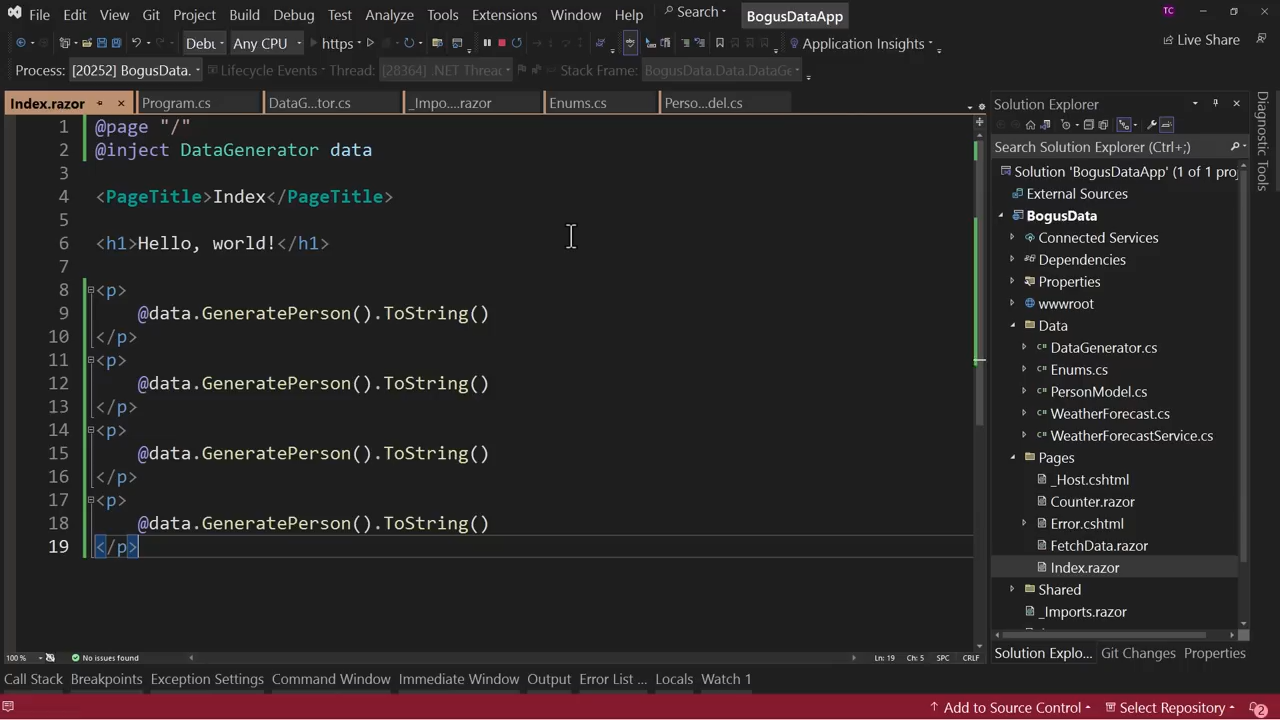 File Edit View Git Project Build Debug Test Analyze Tools Extensions Window Help Search BogusDataApp TC
Debu Any CPU https Application Insights Live Share
Process: [20252] BogusData. Lifecycle Events Thread: [28364] .NET Threac Stack Frame: BogusData.Data.DataGe
Index.razor Program.cs DataG...tor.cs _Impo....razor Enums.cs Perso...del.cs
1 @page "/"
2 @inject DataGenerator data
3
4 <PageTitle>Index</PageTitle>
5
6 <h1>Hello, world!</h1>
7
8 <p>
9 @data.GeneratePerson().ToString()
10 </p>
11 <p>
12 @data.GeneratePerson().ToString()
13 </p>
14 <p>
15 @data.GeneratePerson().ToString()
16 </p>
17 <p>
18 @data.GeneratePerson().ToString()
19 </p>
100 % No issues found Ln: 19 Ch: 5 SPC CRLF
Solution Explorer
Search Solution Explorer (Ctrl+;)
Solution 'BogusDataApp' (1 of 1 proj
External Sources
BogusData
Connected Services
Dependencies
Properties
wwwroot
Data
C# DataGenerator.cs
C# Enums.cs
C# PersonModel.cs
C# WeatherForecast.cs
C# WeatherForecastService.cs
Pages
_Host.cshtml
Counter.razor
Error.cshtml
FetchData.razor
Index.razor
Shared
_Imports.razor
Solution Explo... Git Changes Properties
Diagnostic Tools
Call Stack Breakpoints Exception Settings Command Window Immediate Window Output Error List ... Locals Watch 1
Add to Source Control Select Repository 2